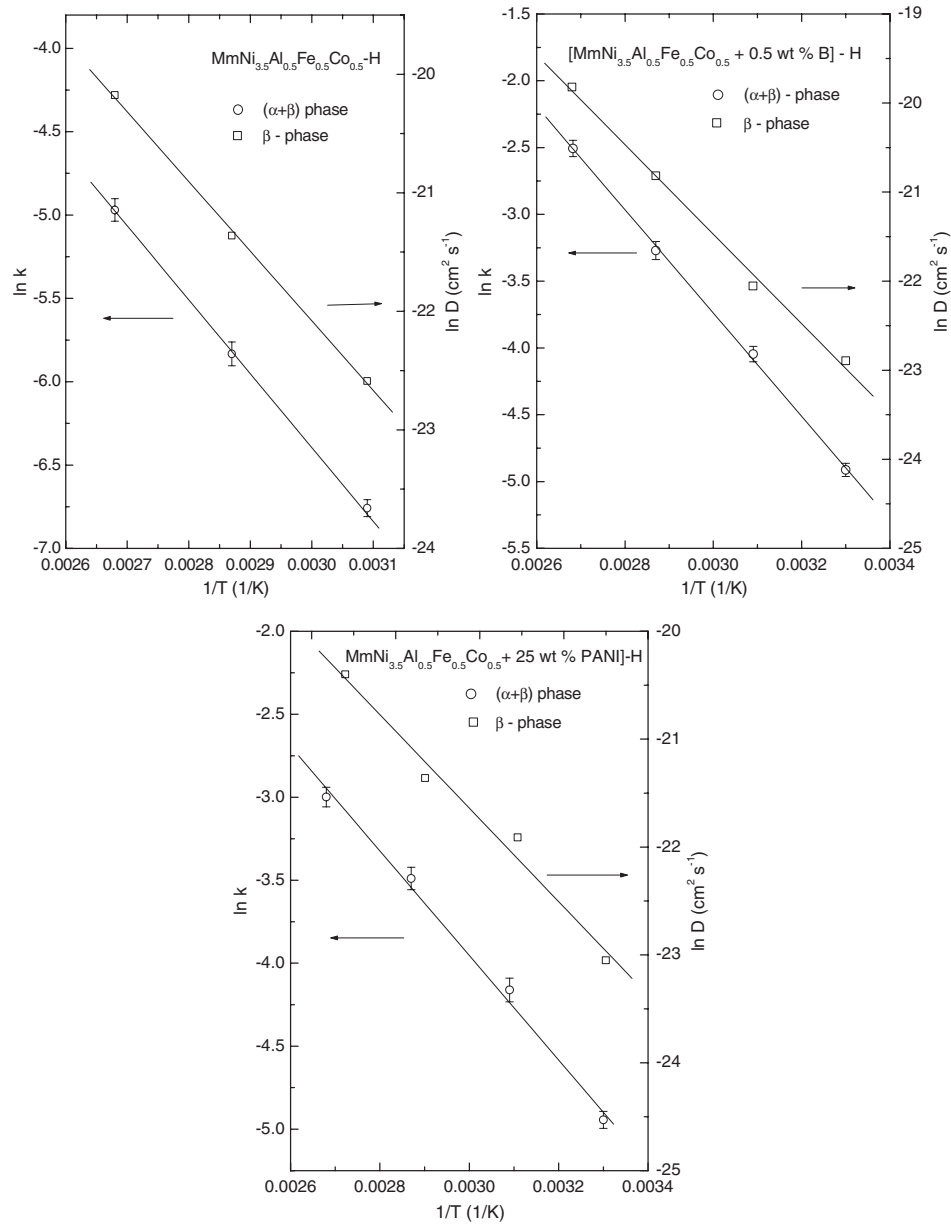 MmNi3.5Al0.5Fe0.5Co0.5-H
(α+β) phase
β - phase
-4.0
-4.5
-5.0
-5.5
-6.0
-6.5
-7.0
ln k
-20
-21
-22
-23
-24
ln D (cm² s⁻¹)
0.0026 0.0027 0.0028 0.0029 0.0030 0.0031
1/T (1/K)
[MmNi3.5Al0.5Fe0.5Co0.5 + 0.5 wt % B] - H
(α+β) - phase
β - phase
-1.5
-2.0
-2.5
-3.0
-3.5
-4.0
-4.5
-5.0
-5.5
ln k
-19
-20
-21
-22
-23
-24
-25
ln D (cm² s⁻¹)
0.0026 0.0028 0.0030 0.0032 0.0034
1/T (1/K)
MmNi3.5Al0.5Fe0.5Co0.5+ 25 wt % PANI]-H
(α+β) phase
β - phase
-2.0
-2.5
-3.0
-3.5
-4.0
-4.5
-5.0
ln k
-20
-21
-22
-23
-24
-25
ln D (cm² s⁻¹)
0.0026 0.0028 0.0030 0.0032 0.0034
1/T (1/K)